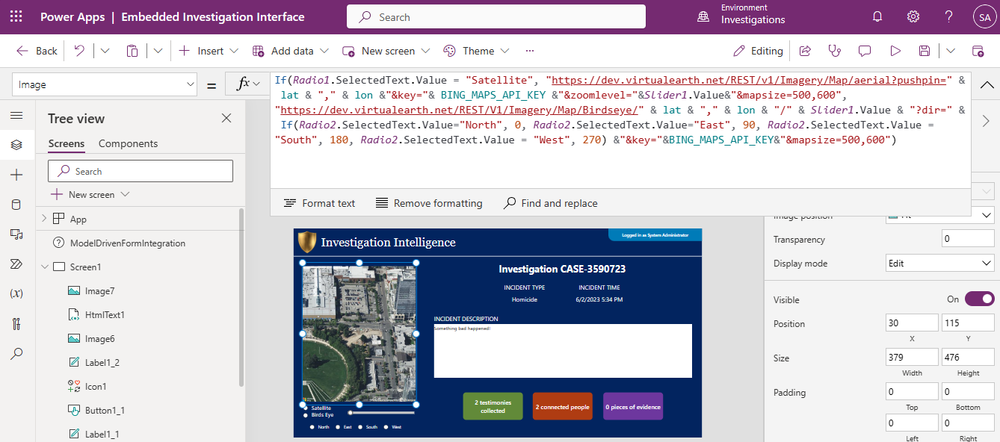 Power Apps | Embedded Investigation Interface
Search
Environment
Investigations
SA
Back
Insert
Add data
New screen
Theme
Editing
Image
=
fx
If(Radio1.SelectedText.Value = "Satellite", "https://dev.virtualearth.net/REST/v1/Imagery/Map/aerial?pushpin=" &
lat & "," & lon &"&key="& BING_MAPS_API_KEY &"&zoomlevel="&Slider1.Value&"&mapsize=500,600",
"https://dev.virtualearth.net/REST/V1/Imagery/Map/Birdseye/" & lat & "," & lon & "/" & Slider1.Value & "?dir=" &
If(Radio2.SelectedText.Value="North", 0, Radio2.SelectedText.Value="East", 90, Radio2.SelectedText.Value =
"South", 180, Radio2.SelectedText.Value = "West", 270) &"&key="&BING_MAPS_API_KEY&"&mapsize=500,600")
Format text
Remove formatting
Find and replace
Tree view
Screens
Components
Search
New screen
App
ModelDrivenFormIntegration
Screen1
Image7
HtmlText1
Image6
Label1_2
Icon1
Button1_1
Label1_1
Investigation Intelligence
Logged in as System Administrator
Investigation CASE-3590723
INCIDENT TYPE
INCIDENT TIME
Homicide
6/2/2023 5:34 PM
INCIDENT DESCRIPTION
Something bad happened!
2 testimonies
collected
2 connected people
0 pieces of evidence
Satellite
Birds Eye
North
East
South
West
Image position
Fit
Transparency
0
Display mode
Edit
Visible
On
Position
30
115
X
Y
Size
379
476
Width
Height
Padding
0
0
Top
Bottom
0
0
Left
Right